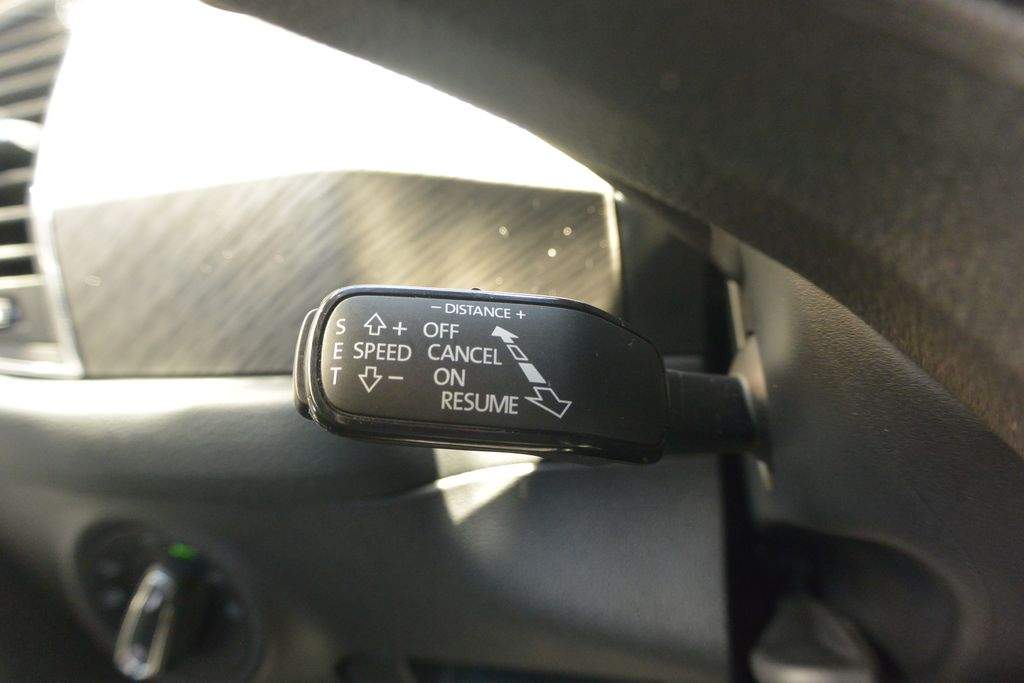 - DISTANCE +
S + OFF
E SPEED CANCEL
T - ON
RESUME